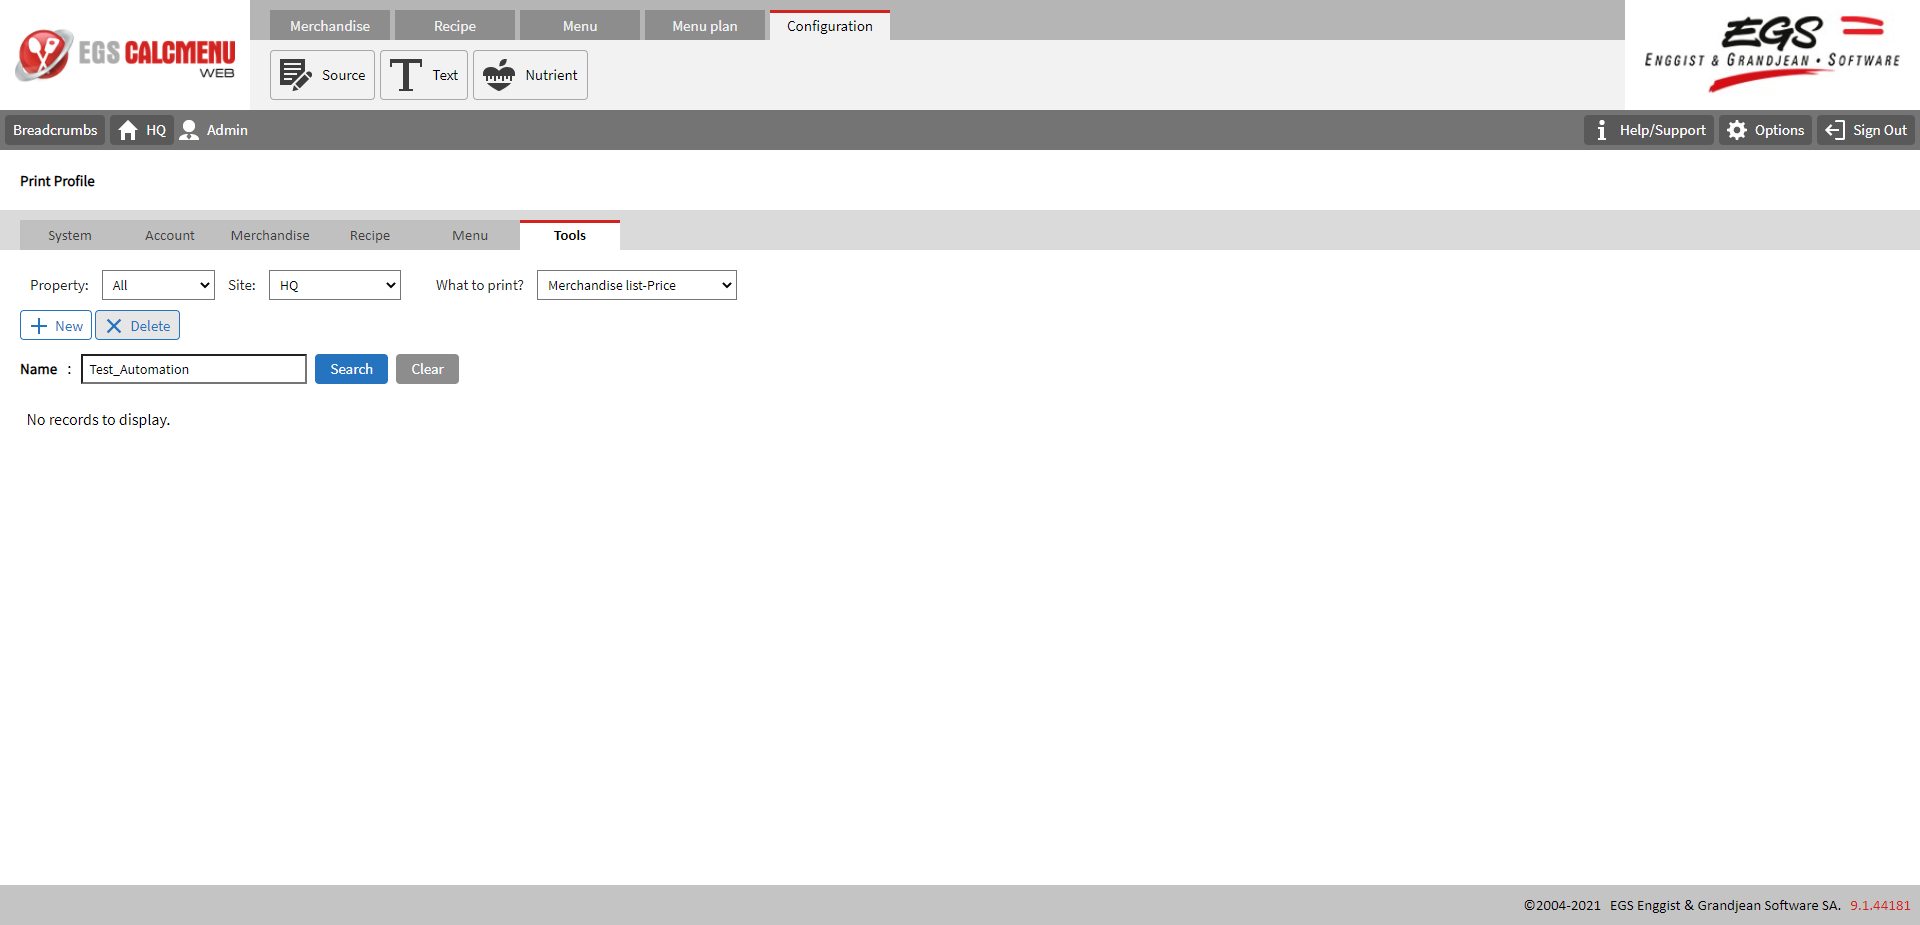 EGS CALCMENU
WEB
Merchandise Recipe Menu Menu plan Configuration
Source Text Nutrient
EGS
ENGGIST & GRANDJEAN • SOFTWARE
Breadcrumbs HQ Admin Help/Support Options Sign Out
Print Profile
System Account Merchandise Recipe Menu Tools
Property: All Site: HQ What to print? Merchandise list-Price
New Delete
Name : Test_Automation Search Clear
No records to display.
©2004-2021 EGS Enggist & Grandjean Software SA. 9.1.44181